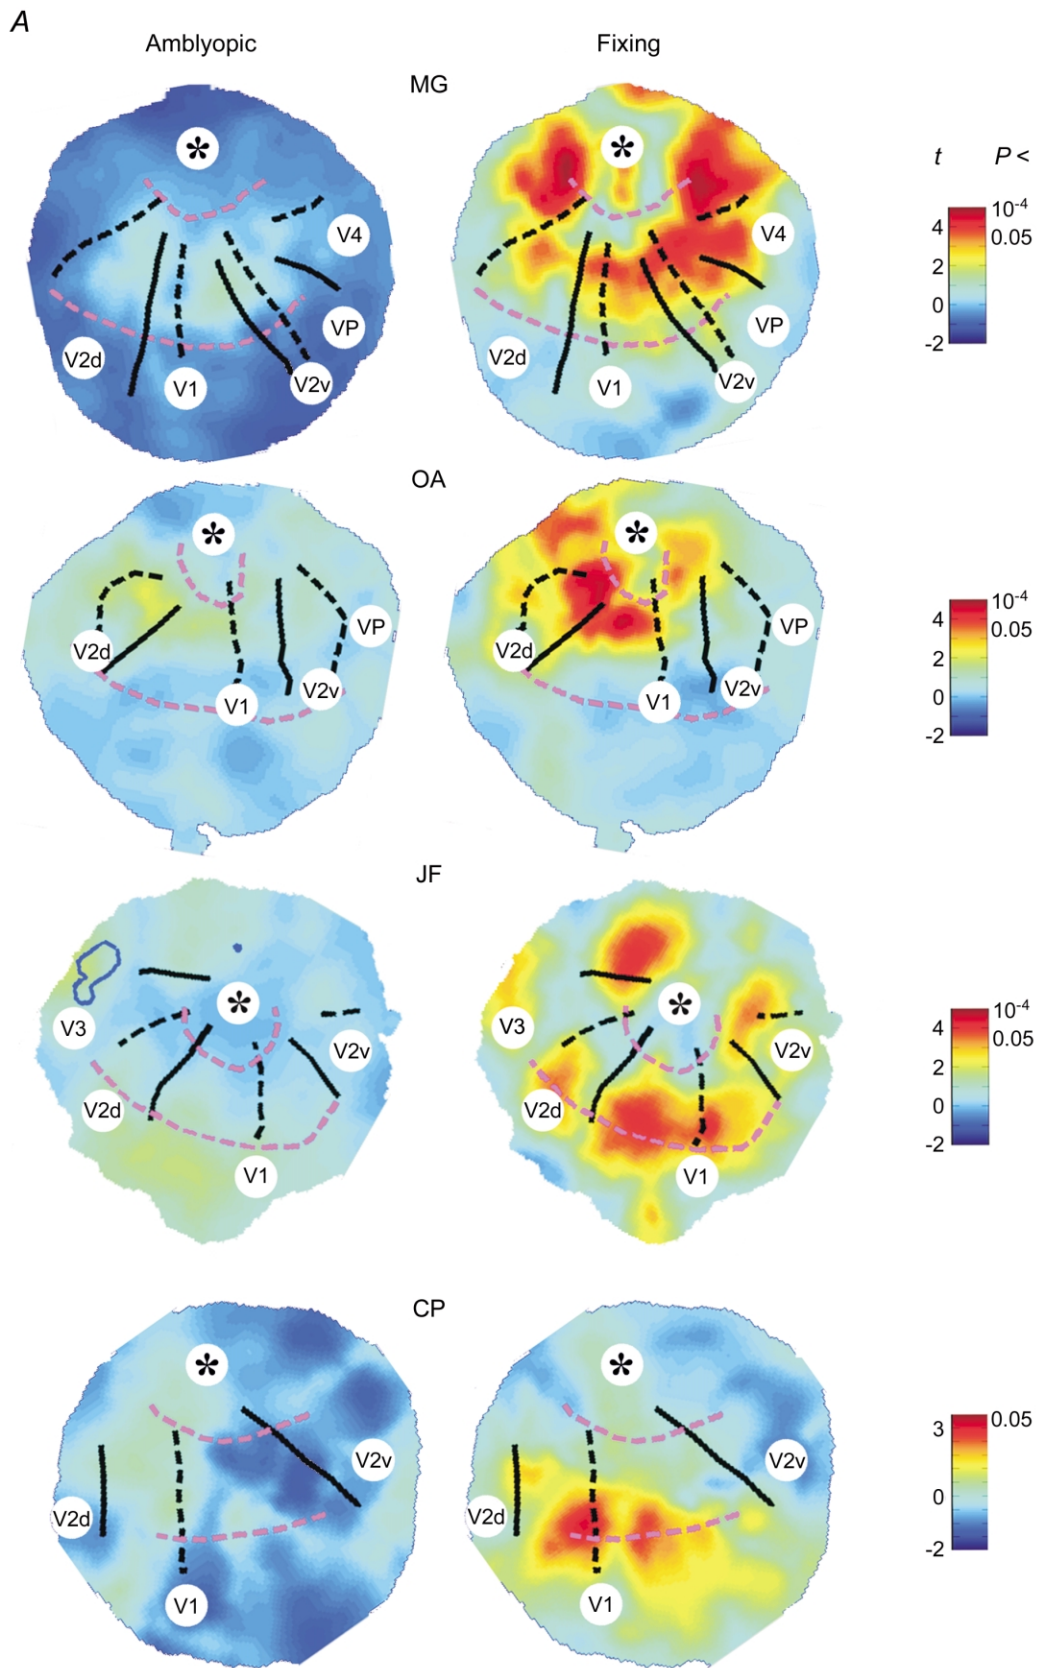 A
Amblyopic Fixing
MG
t P <
* *
4 10⁻⁴
0.05
2
0
-2
V4 V4
VP VP
V2d V2d
V1 V2v V1 V2v
OA
* *
4 10⁻⁴
0.05
2
0
-2
VP VP
V2d V2d
V1 V2v V1 V2v
JF
* *
4 10⁻⁴
0.05
2
0
-2
V3 V3
V2v V2v
V2d V2d
V1 V1
CP
* *
3 0.05
0
-2
V2v V2v
V2d V2d
V1 V1